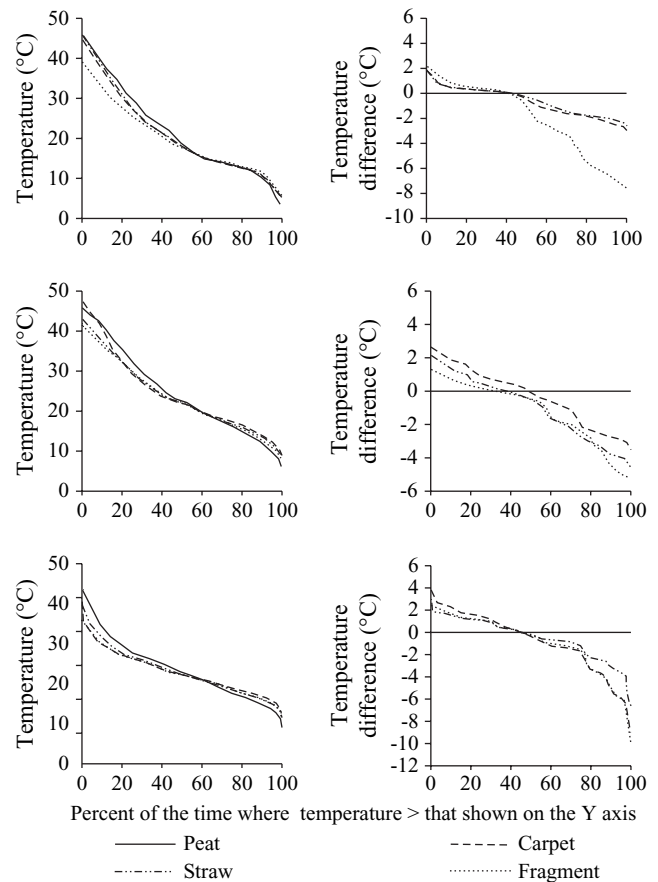 Temperature (°C)
50
40
30
20
10
0
0 20 40 60 80 100
Temperature
difference (°C)
6
4
2
0
-2
-4
-6
-8
-10
0 20 40 60 80 100
Temperature (°C)
50
40
30
20
10
0
0 20 40 60 80 100
Temperature
difference (°C)
6
4
2
0
-2
-4
-6
0 20 40 60 80 100
Temperature (°C)
50
40
30
20
10
0
0 20 40 60 80 100
Temperature
difference (°C)
6
4
2
0
-2
-4
-6
-8
-10
-12
0 20 40 60 80 100
Percent of the time where temperature > that shown on the Y axis
Peat
Carpet
Straw
Fragment